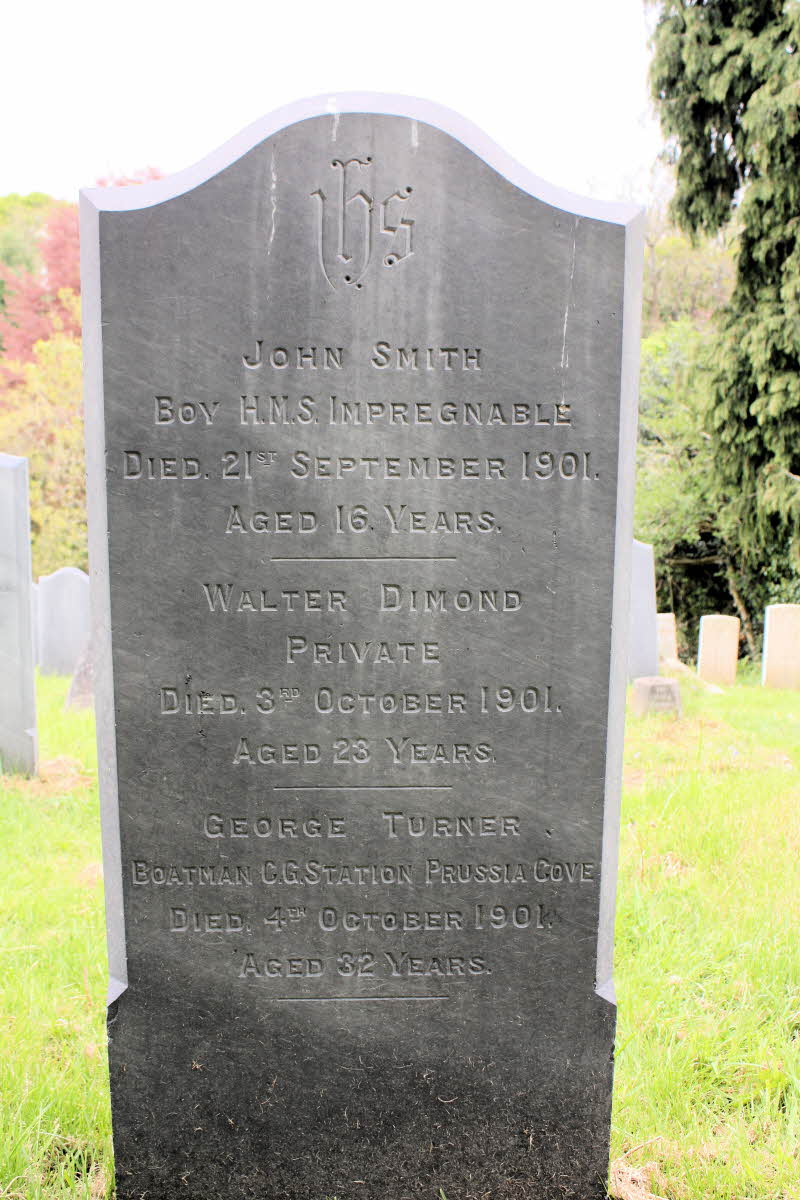 IHS
JOHN SMITH
BOY H.M.S. IMPREGNABLE
DIED. 21ST SEPTEMBER 1901.
AGED 16. YEARS.
WALTER DIMOND
PRIVATE
DIED. 3RD OCTOBER 1901.
AGED 23 YEARS.
GEORGE TURNER
BOATMAN C.G. STATION PRUSSIA COVE
DIED. 4TH OCTOBER 1901.
AGED 32 YEARS.